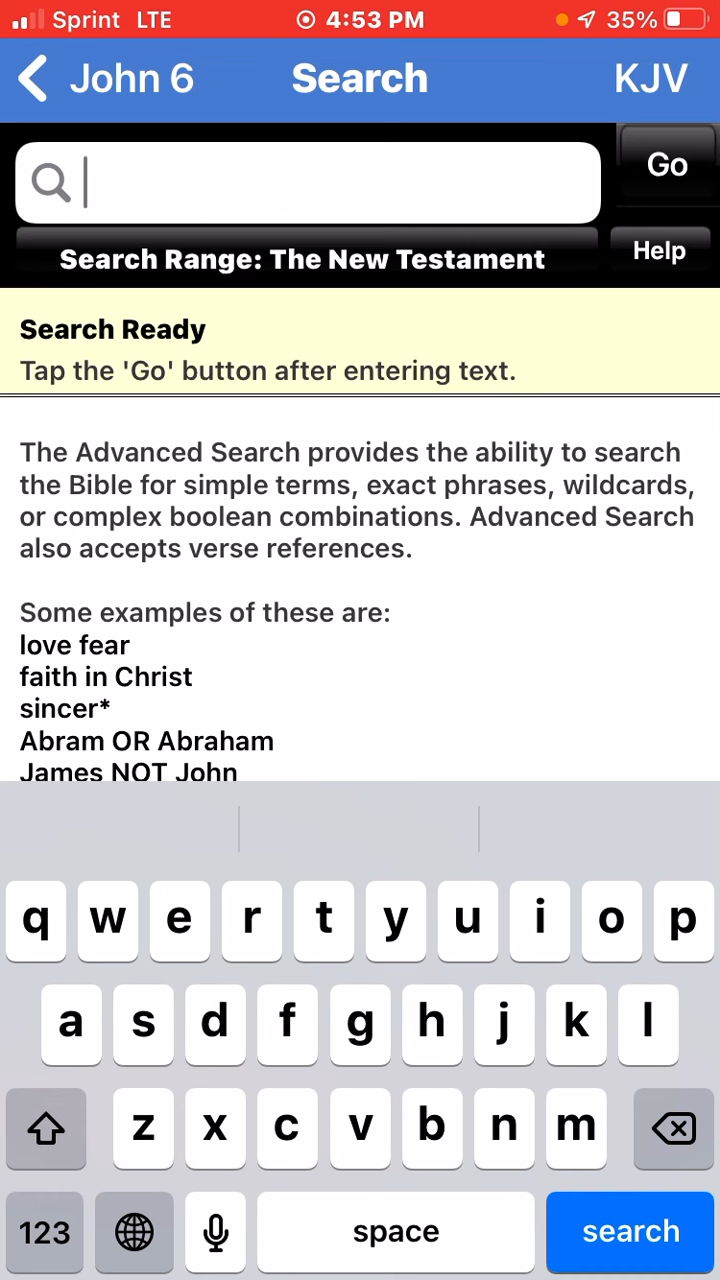 Sprint LTE 4:53 PM 35%
John 6 Search KJV
Go
Search Range: The New Testament Help
Search Ready
Tap the 'Go' button after entering text.
The Advanced Search provides the ability to search
the Bible for simple terms, exact phrases, wildcards,
or complex boolean combinations. Advanced Search
also accepts verse references.
Some examples of these are:
love fear
faith in Christ
sincer*
Abram OR Abraham
James NOT John
q w e r t y u i o p
a s d f g h j k l
z x c v b n m
123 space search